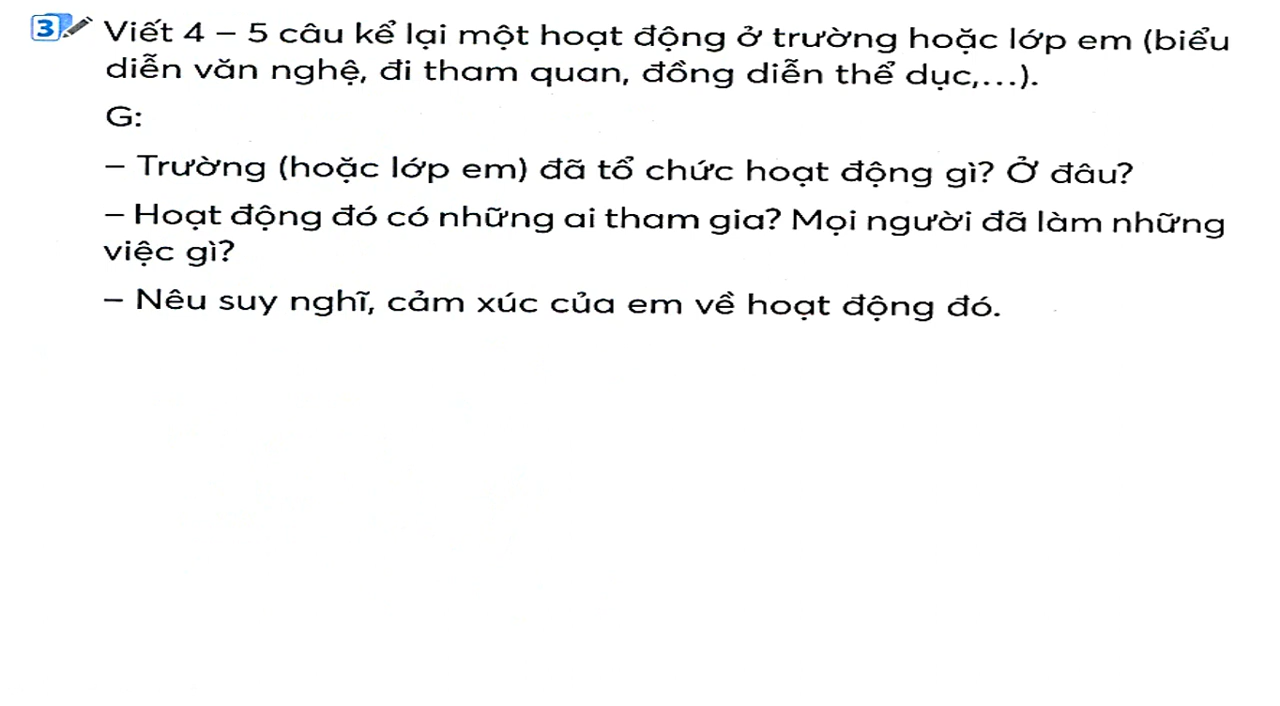 3 Viết 4 – 5 câu kể lại một hoạt động ở trường hoặc lớp em (biểu
diễn văn nghệ, đi tham quan, đồng diễn thể dục,...).
G:
– Trường (hoặc lớp em) đã tổ chức hoạt động gì? Ở đâu?
– Hoạt động đó có những ai tham gia? Mọi người đã làm những
việc gì?
– Nêu suy nghĩ, cảm xúc của em về hoạt động đó.